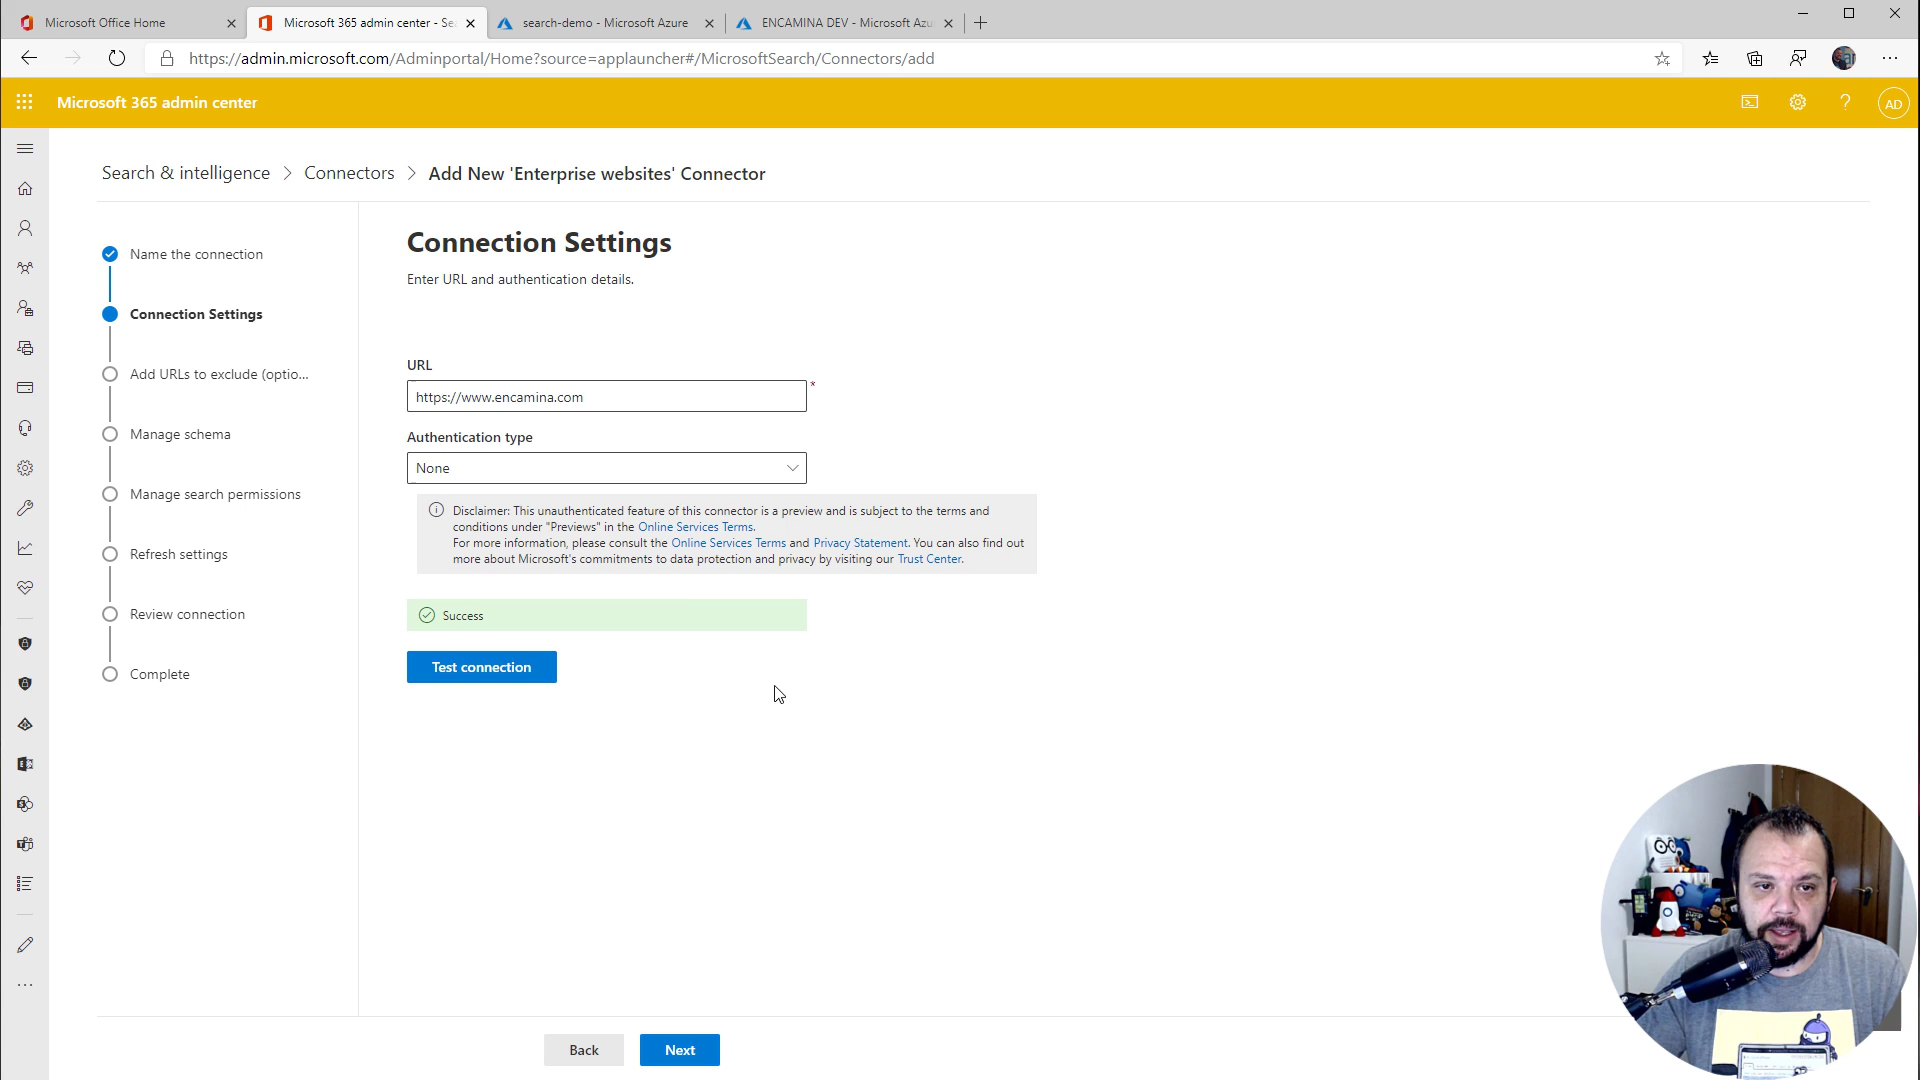 Microsoft Office Home
Microsoft 365 admin center - Sea
search-demo - Microsoft Azure
ENCAMINA DEV - Microsoft Azu
https://admin.microsoft.com/Adminportal/Home?source=applauncher#/MicrosoftSearch/Connectors/add
Microsoft 365 admin center
AD
Search & intelligence > Connectors > Add New 'Enterprise websites' Connector
Name the connection
Connection Settings
Add URLs to exclude (optio...
Manage schema
Manage search permissions
Refresh settings
Review connection
Complete
Connection Settings
Enter URL and authentication details.
URL
https://www.encamina.com
*
Authentication type
None
Disclaimer: This unauthenticated feature of this connector is a preview and is subject to the terms and
conditions under "Previews" in the Online Services Terms.
For more information, please consult the Online Services Terms and Privacy Statement. You can also find out
more about Microsoft's commitments to data protection and privacy by visiting our Trust Center.
Success
Test connection
Back
Next